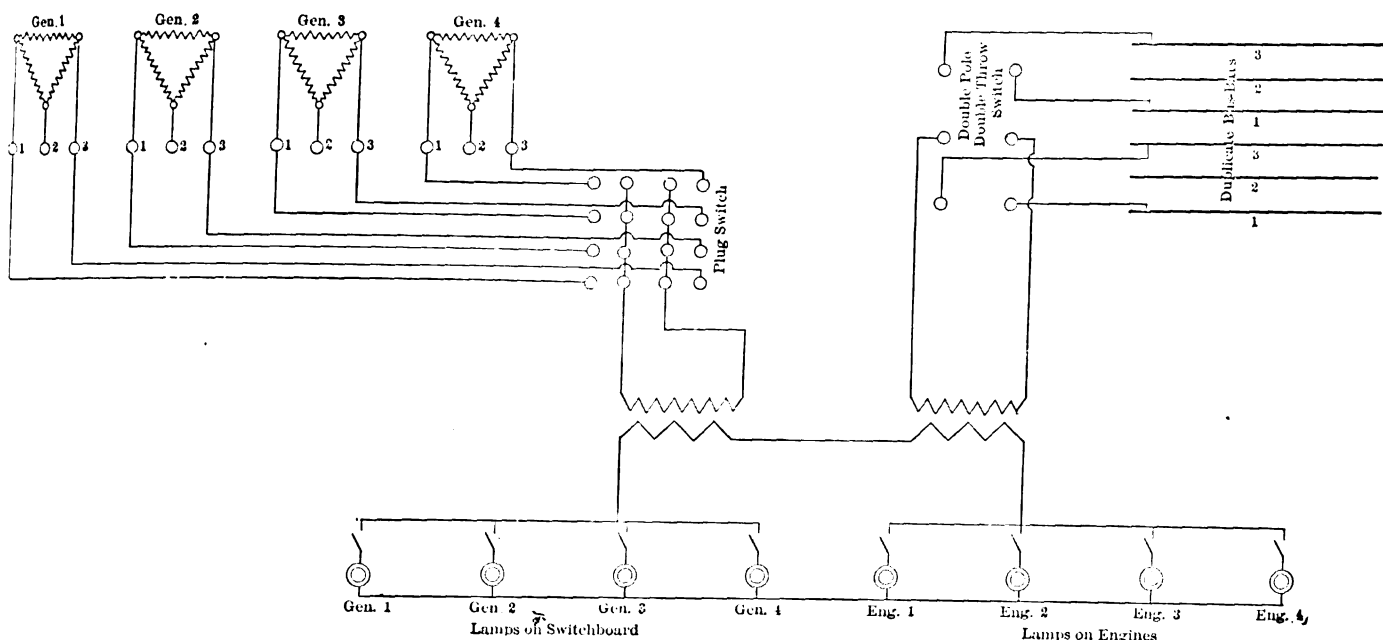 Gen. 1 Gen. 2 Gen. 3 Gen. 4
1 2 3 1 2 3 1 2 3 1 2 3
Plug Switch
Double Pole
Double Throw
Switch
3
2
1
3
2
1
Duplicate Bus-Bars
Gen. 1 Gen. 2 Gen. 3 Gen. 4 Eng. 1 Eng. 2 Eng. 3 Eng. 4
Lamps on Switchboard Lamps on Engines